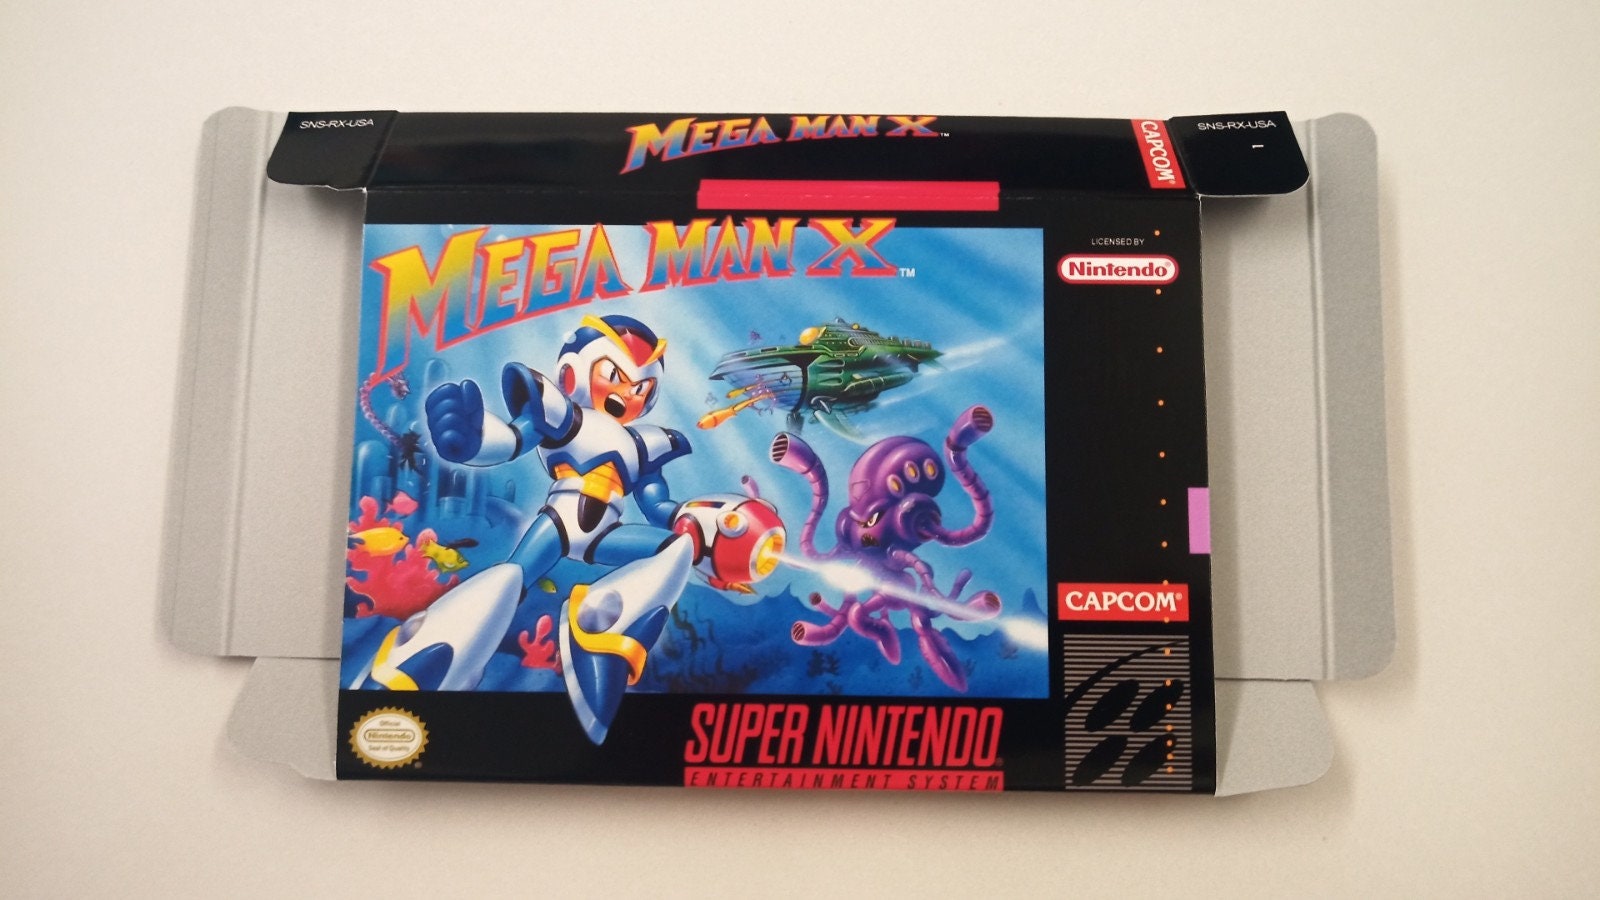 SNS-RX-USA
MEGA MAN X™
CAPCOM®
SNS-RX-USA
1
MEGA MAN X™
LICENSED BY
Nintendo®
CAPCOM®
Official
Nintendo
Seal of Quality
SUPER NINTENDO®
ENTERTAINMENT SYSTEM